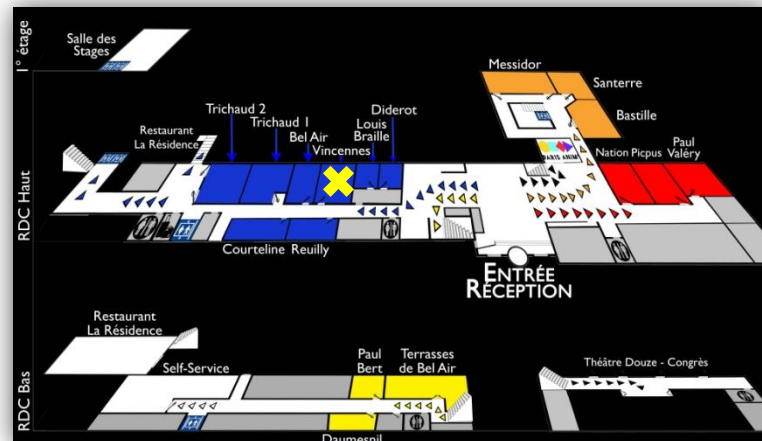 1° étage
Salle des
Stages
Messidor
Santerre
Bastille
Trichaud 2
Trichaud 1
Bel Air
Vincennes
Louis
Braille
Diderot
Restaurant
La Résidence
PARIS ANIM'
Nation Picpus
Paul
Valéry
RDC Haut
Courteline Reuilly
ENTRÉE
RÉCEPTION
Restaurant
La Résidence
Self-Service
Paul
Bert
Terrasses
de Bel Air
Théâtre Douze - Congrès
RDC Bas
Daumesnil